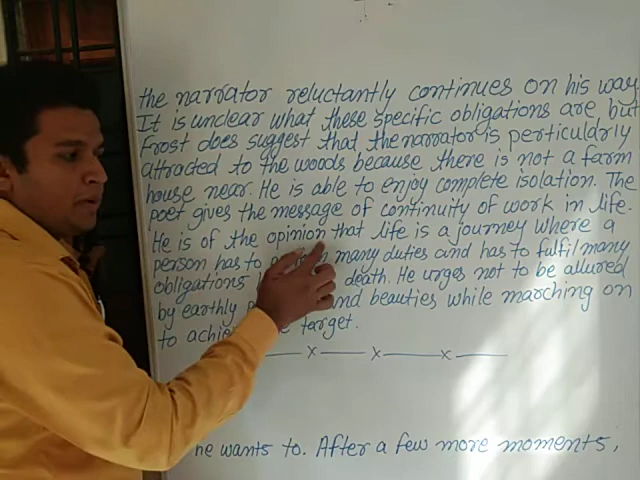 the narrator reluctantly continues on his way.
It is unclear what these specific obligations are but
Frost does suggest that the narrator is perticuldrly
attracted to the woods because there is not a farm
house near. He is able to enjoy complete isolation. The
poet gives the message of continuity of work in life.
He is of the opinion that life is a journey where a
person has to many duties and has to fulfil many
obligations death. He urges not to be allured
by earthly and beauties while marching on
to target.
he wants to. After a few more moments,